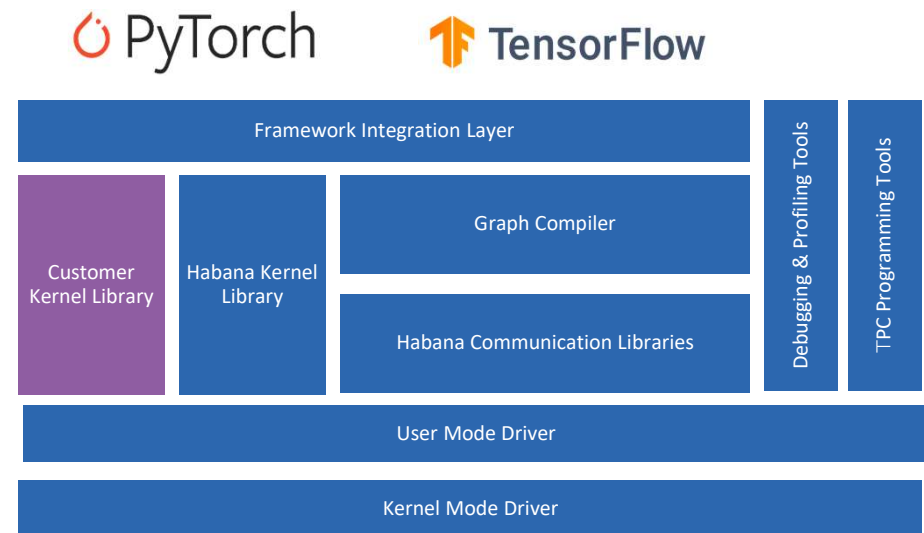 PyTorch
TensorFlow
Framework Integration Layer
Customer
Kernel Library
Habana Kernel
Library
Graph Compiler
Habana Communication Libraries
Debugging & Profiling Tools
TPC Programming Tools
User Mode Driver
Kernel Mode Driver